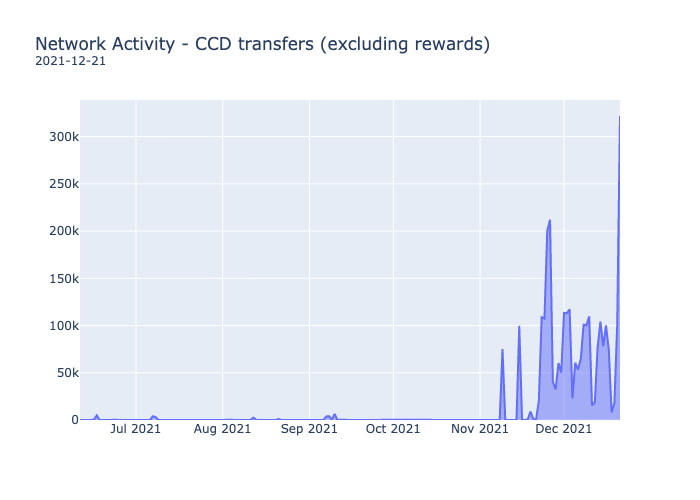 Network Activity - CCD transfers (excluding rewards)
2021-12-21
300k
250k
200k
150k
100k
50k
0
Jul 2021 Aug 2021 Sep 2021 Oct 2021 Nov 2021 Dec 2021